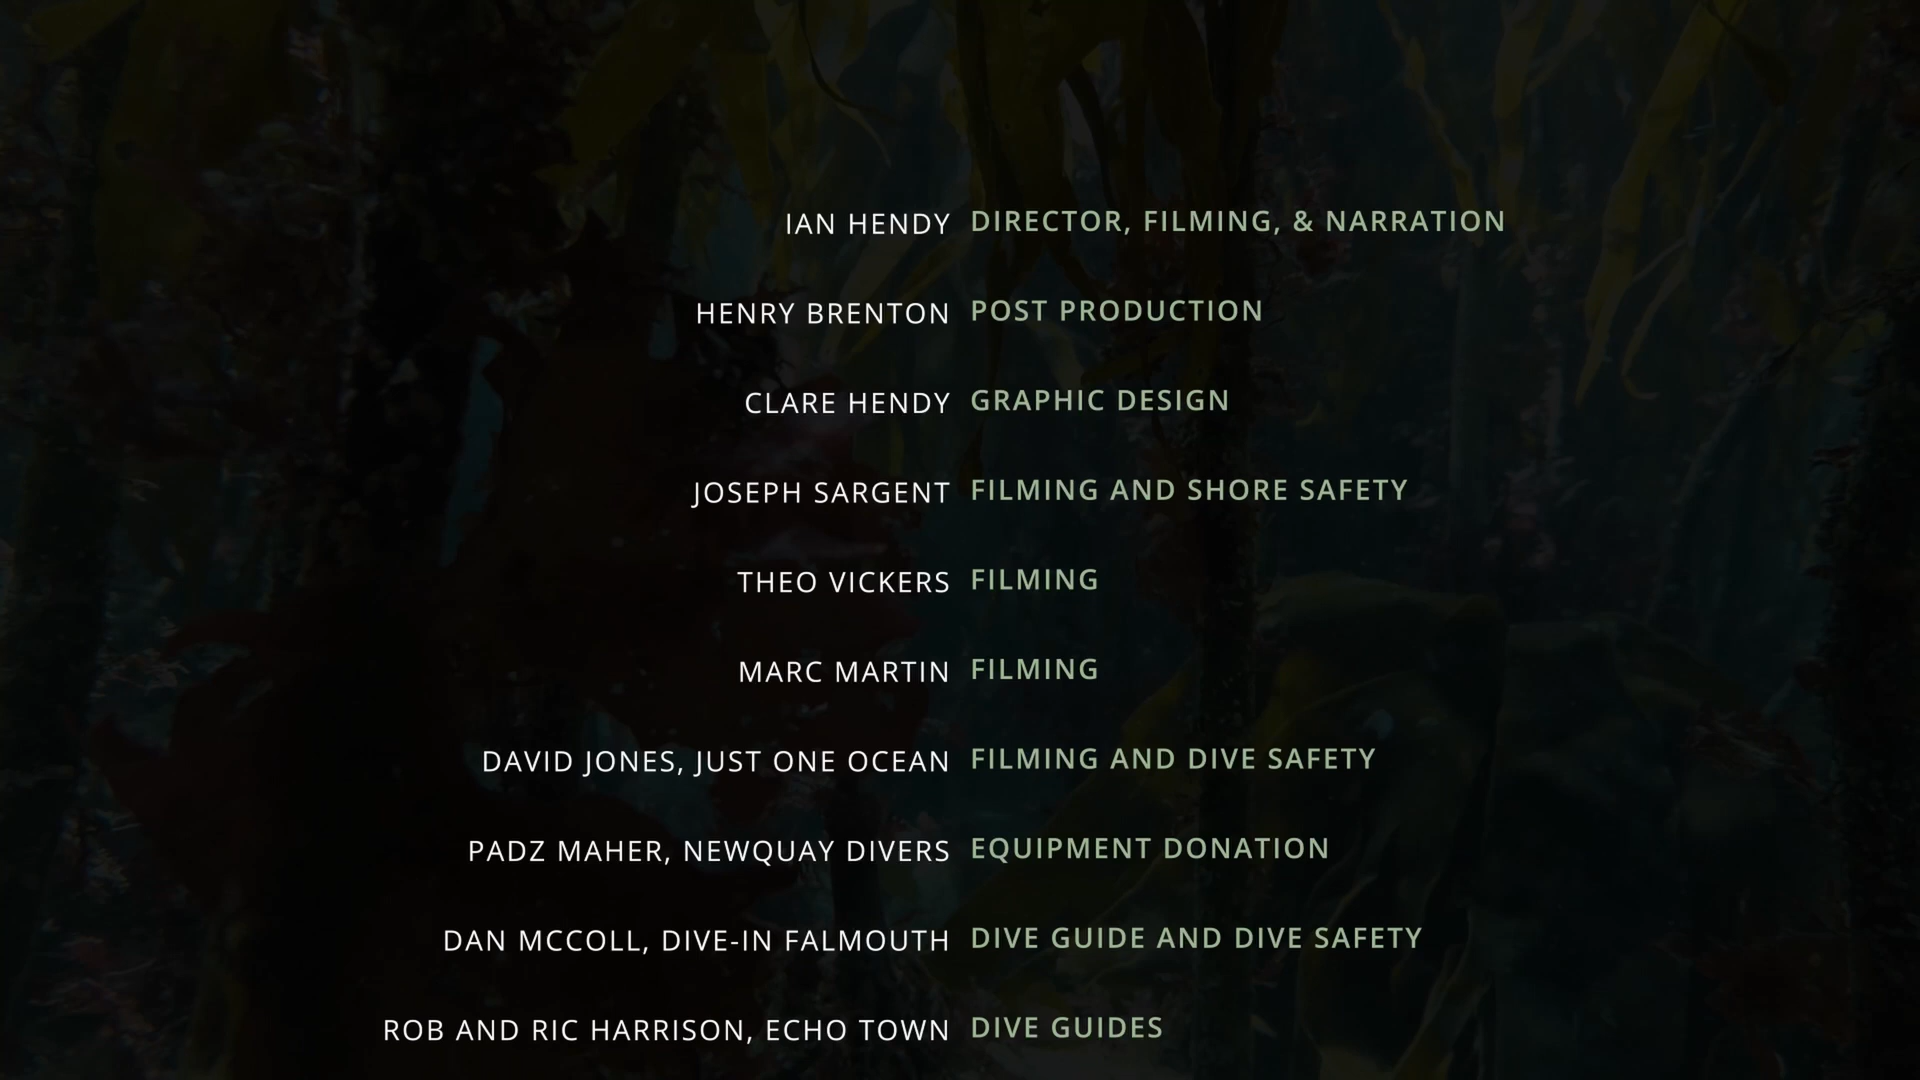 IAN HENDY DIRECTOR, FILMING, & NARRATION
HENRY BRENTON POST PRODUCTION
CLARE HENDY GRAPHIC DESIGN
JOSEPH SARGENT FILMING AND SHORE SAFETY
THEO VICKERS FILMING
MARC MARTIN FILMING
DAVID JONES, JUST ONE OCEAN FILMING AND DIVE SAFETY
PADZ MAHER, NEWQUAY DIVERS EQUIPMENT DONATION
DAN MCCOLL, DIVE-IN FALMOUTH DIVE GUIDE AND DIVE SAFETY
ROB AND RIC HARRISON, ECHO TOWN DIVE GUIDES